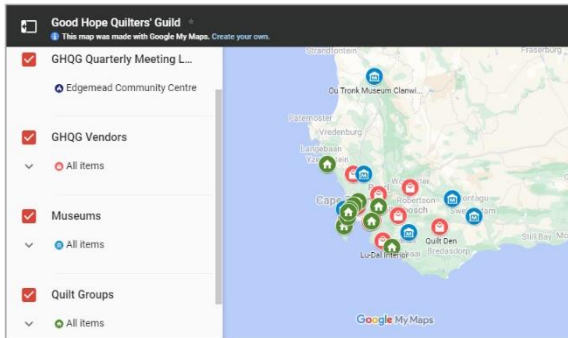 Good Hope Quilters' Guild
This map was made with Google My Maps. Create your own.
GHQG Quarterly Meeting L...
Edgemead Community Centre
GHQG Vendors
All items
Museums
All items
Quilt Groups
All items
Strandfontein
Fraserburg
Ou Tronk Museum Clanwi...
Paternoster
Vredenburg
Langebaan
Yzerfontein
Worcester
Robertson
Montagu
Swellendam
Quilt Den
Still Bay
Bredasdorp
Lu-Dal Interior
Google My Maps